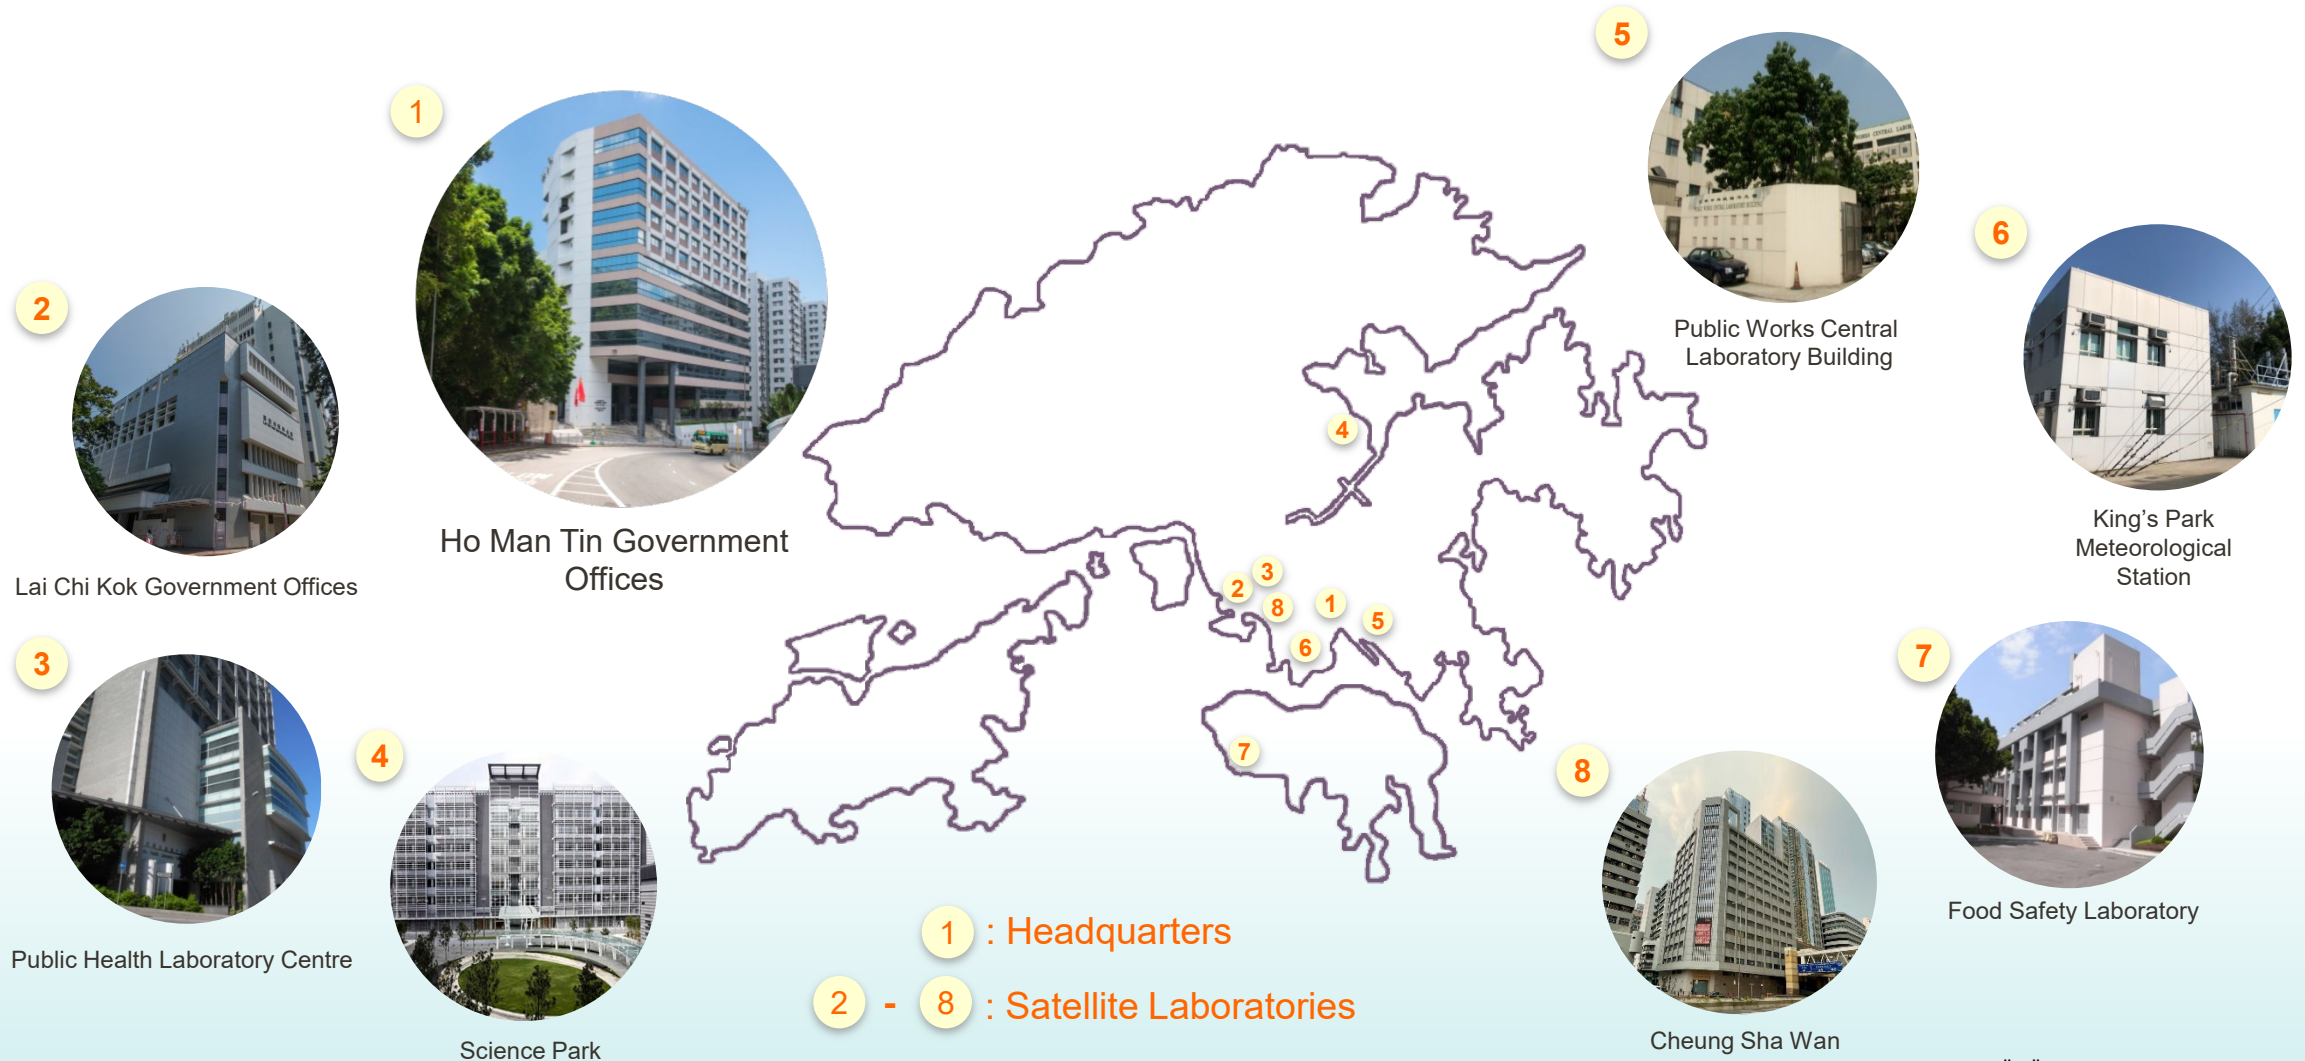 1
Ho Man Tin Government
Offices
2
Lai Chi Kok Government Offices
3
Public Health Laboratory Centre
4
Science Park
5
Public Works Central
Laboratory Building
6
King’s Park
Meteorological
Station
7
Food Safety Laboratory
8
Cheung Sha Wan
4
3
2
8
1
5
6
7
1 : Headquarters
2 - 8 : Satellite Laboratories